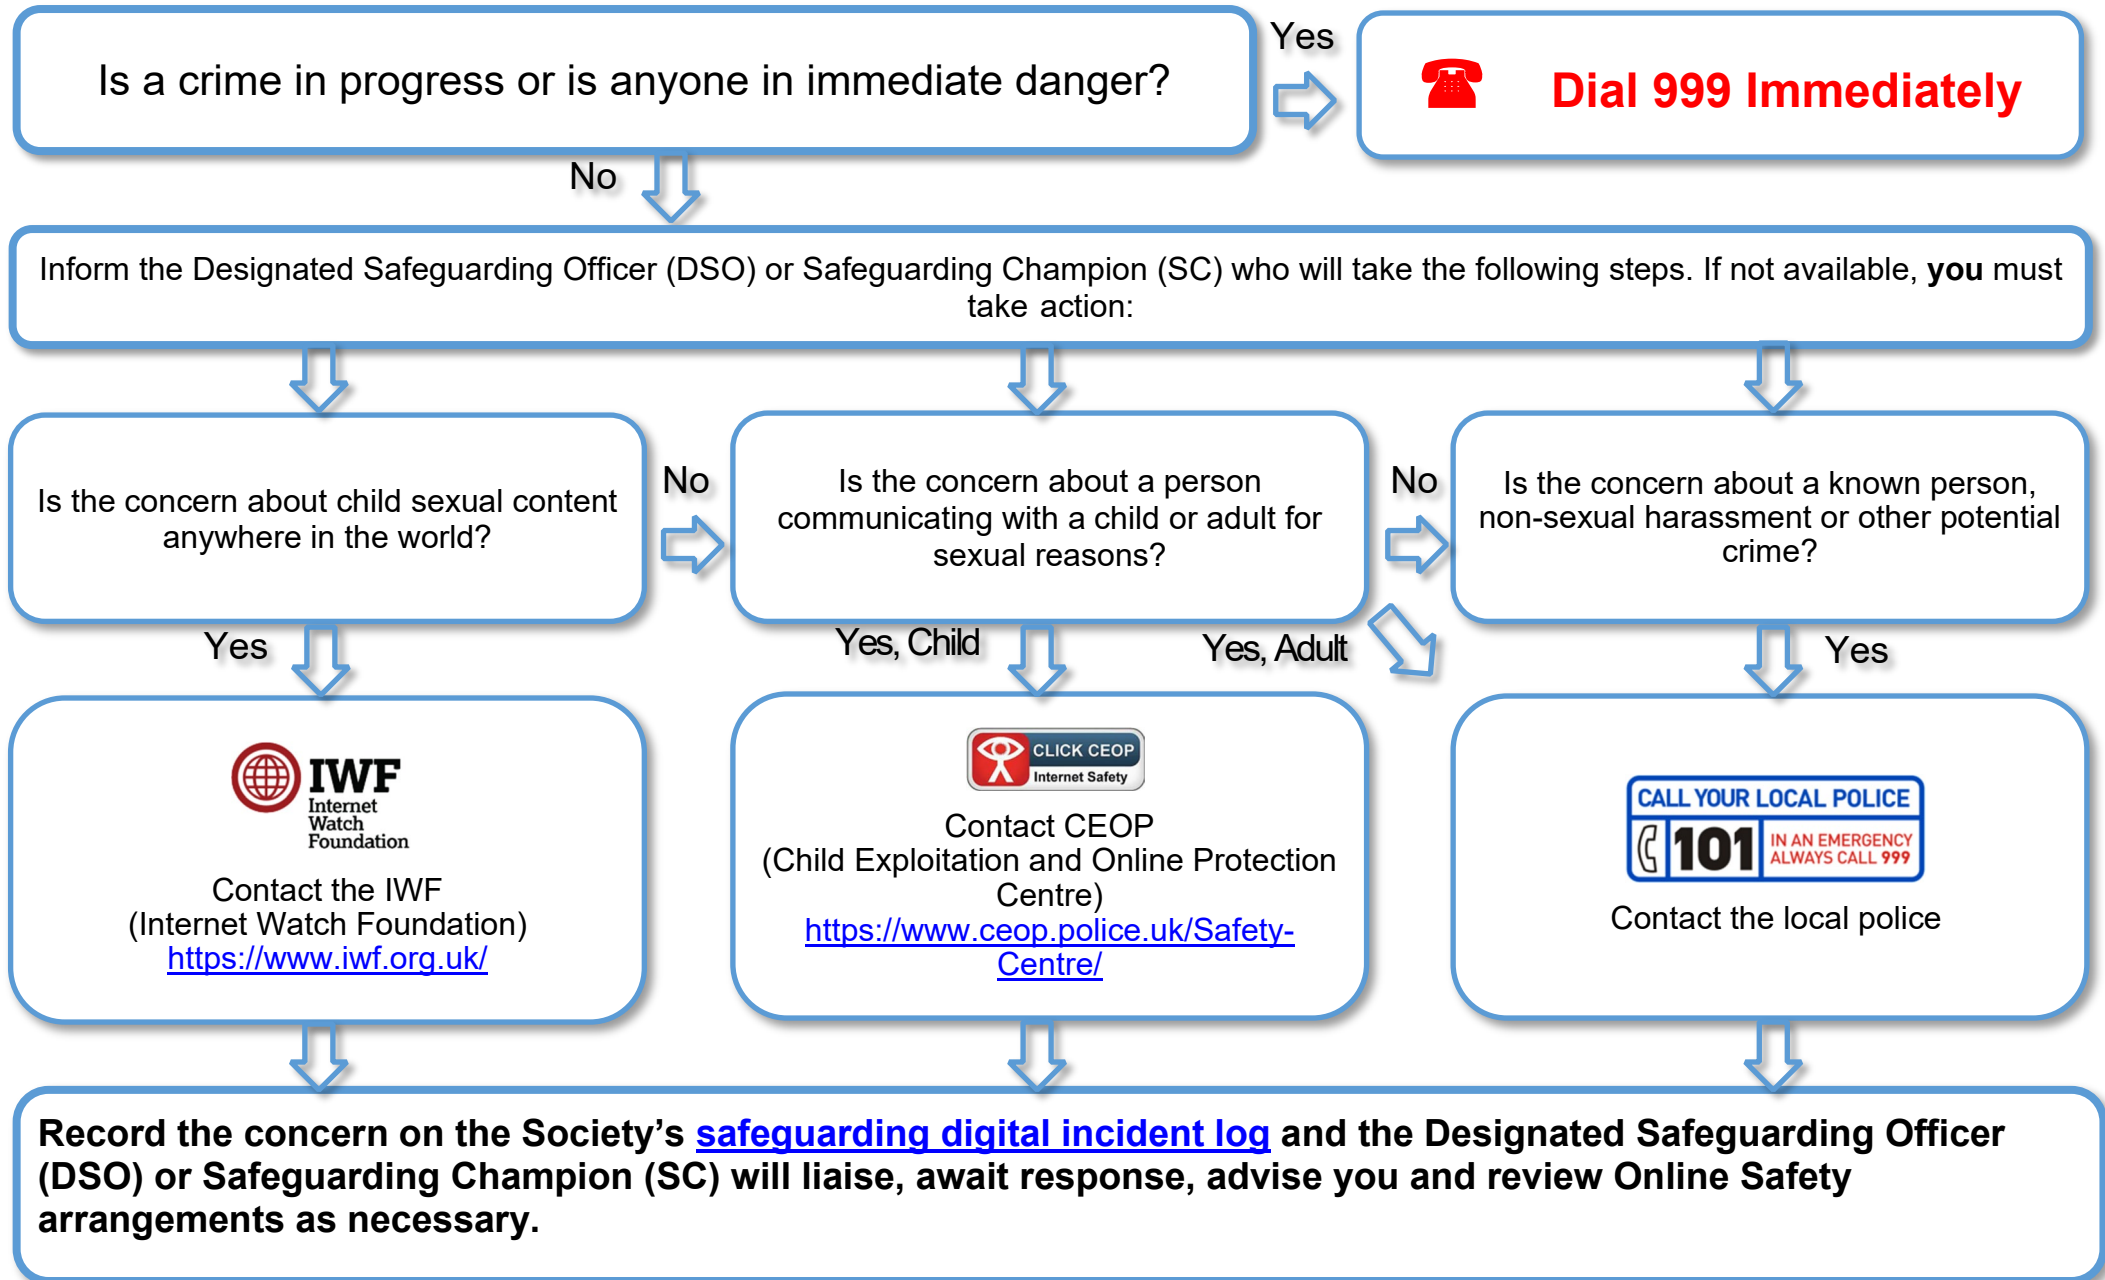 Is a crime in progress or is anyone in immediate danger?
Yes
Dial 999 Immediately
No
Inform the Designated Safeguarding Officer (DSO) or Safeguarding Champion (SC) who will take the following steps. If not available, you must
take action:
Is the concern about child sexual content
anywhere in the world?
No
Is the concern about a person
communicating with a child or adult for
sexual reasons?
No
Is the concern about a known person,
non-sexual harassment or other potential
crime?
Yes
Yes, Child
Yes, Adult
Yes
IWF
Internet
Watch
Foundation
Contact the IWF
(Internet Watch Foundation)
https://www.iwf.org.uk/
CLICK CEOP
Internet Safety
Contact CEOP
(Child Exploitation and Online Protection
Centre)
https://www.ceop.police.uk/Safety-
Centre/
CALL YOUR LOCAL POLICE
101
IN AN EMERGENCY
ALWAYS CALL 999
Contact the local police
Record the concern on the Society’s safeguarding digital incident log and the Designated Safeguarding Officer
(DSO) or Safeguarding Champion (SC) will liaise, await response, advise you and review Online Safety
arrangements as necessary.